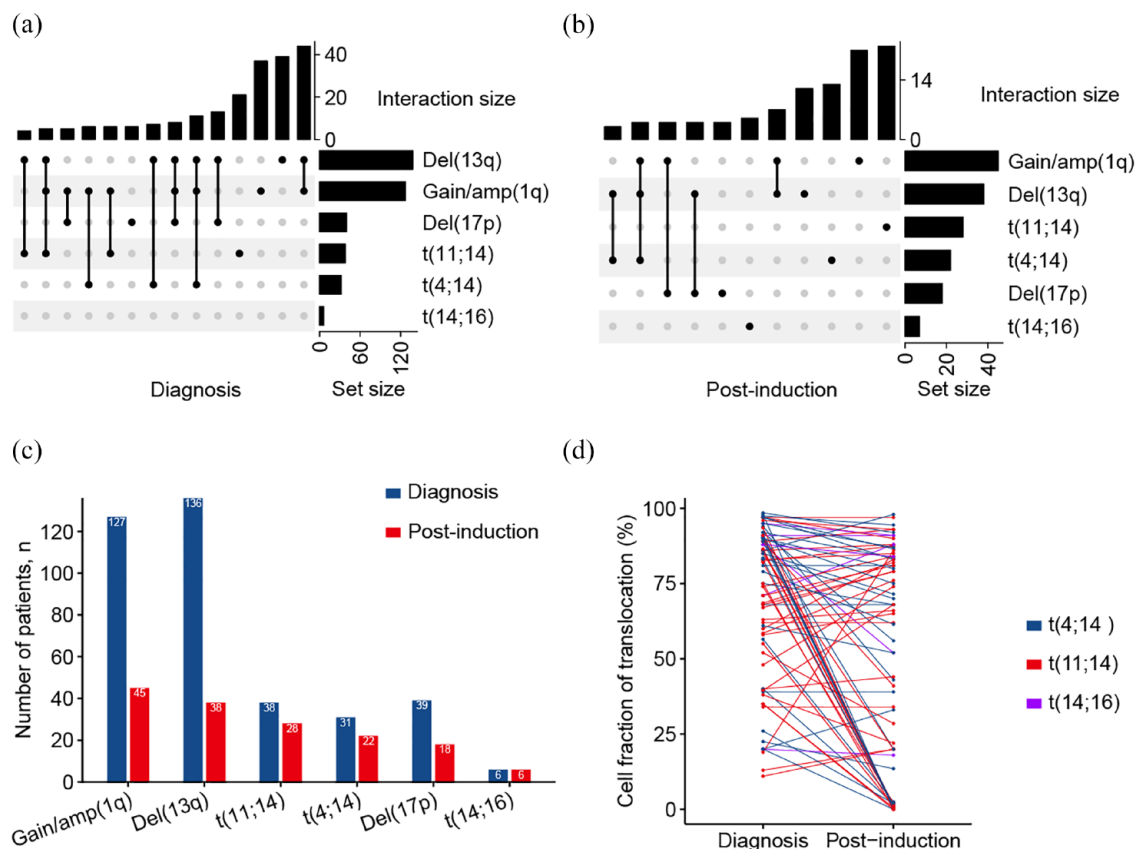 (a)
40
20
0
Interaction size
Del(13q)
Gain/amp(1q)
Del(17p)
t(11;14)
t(4;14)
t(14;16)
0
60
120
Diagnosis
Set size
(b)
14
0
Interaction size
Gain/amp(1q)
Del(13q)
t(11;14)
t(4;14)
Del(17p)
t(14;16)
0
20
40
Post-induction
Set size
(c)
Number of patients, n
120
100
80
60
40
20
0
127
45
136
38
38
28
31
22
39
18
6
6
Diagnosis
Post-induction
Gain/amp(1q)
Del(13q)
t(11;14)
t(4;14)
Del(17p)
t(14;16)
(d)
Cell fraction of translocation (%)
100
75
50
25
0
Diagnosis
Post−induction
t(4;14 )
t(11;14)
t(14;16)